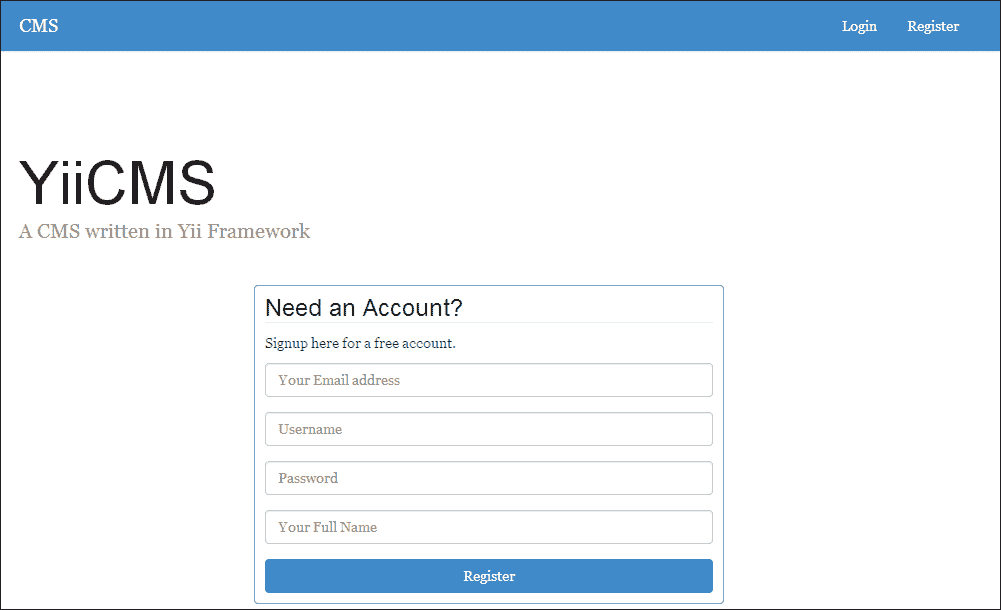 CMS
Login
Register
YiiCMS
A CMS written in Yii Framework
Need an Account?
Signup here for a free account.
Your Email address
Username
Password
Your Full Name
Register